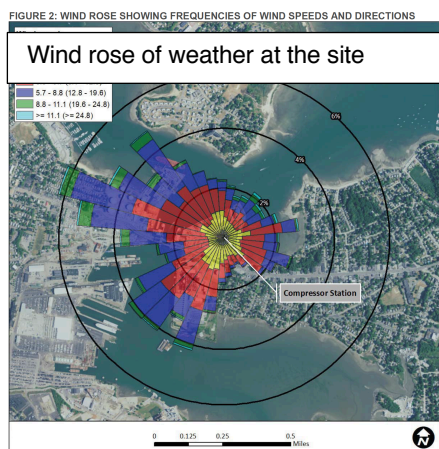 FIGURE 2: WIND ROSE SHOWING FREQUENCIES OF WIND SPEEDS AND DIRECTIONS
Wind rose of weather at the site
5.7 - 8.8 (12.8 - 19.6)
8.8 - 11.1 (19.6 - 24.8)
>= 11.1 (>= 24.8)
6%
4%
2%
Compressor Station
0 0.125 0.25 0.5
Miles
N